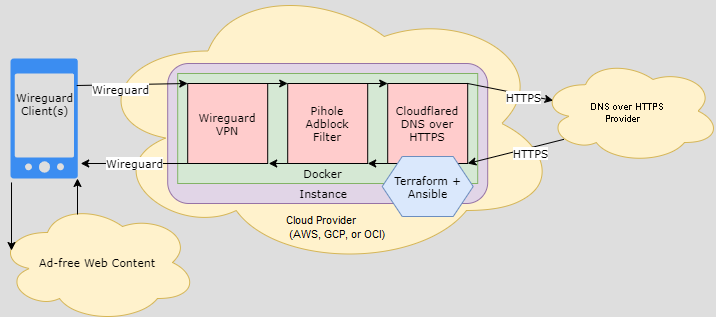 Wireguard
Client(s)
Wireguard
Wireguard
VPN
Pihole
Adblock
Filter
Cloudflared
DNS over
HTTPS
HTTPS
DNS over HTTPS
Provider
HTTPS
Wireguard
Docker
Instance
Terraform +
Ansible
Cloud Provider
(AWS, GCP, or OCI)
Ad-free Web Content